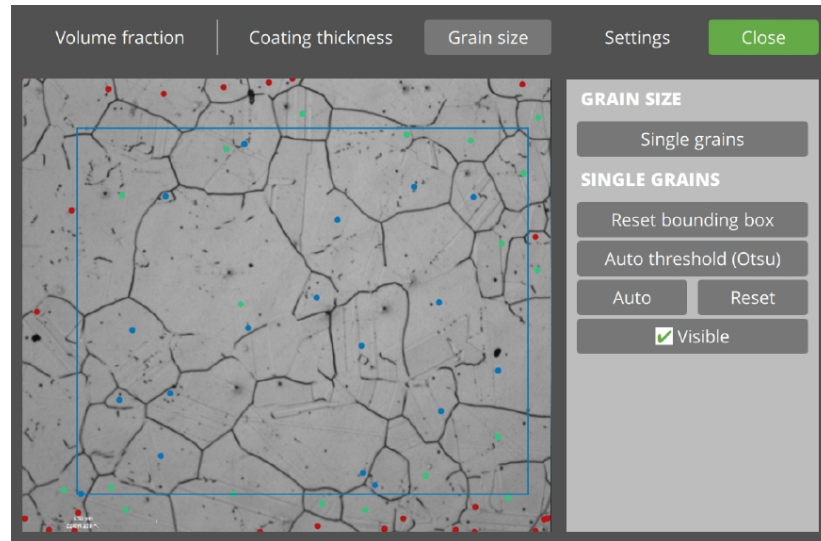 Volume fraction
Coating thickness
Grain size
Settings
Close
GRAIN SIZE
Single grains
SINGLE GRAINS
Reset bounding box
Auto threshold (Otsu)
Auto
Reset
Visible